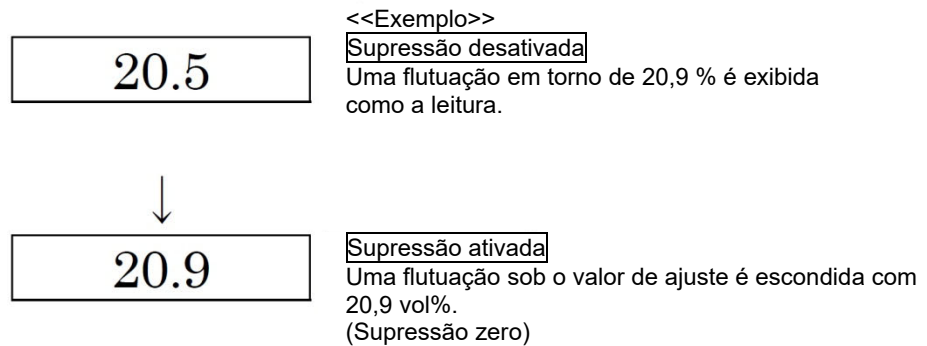 <<Exemplo>>
20.5
Supressão desativada
Uma flutuação em torno de 20,9 % é exibida
como a leitura.
↓
20.9
Supressão ativada
Uma flutuação sob o valor de ajuste é escondida com
20,9 vol%.
(Supressão zero)